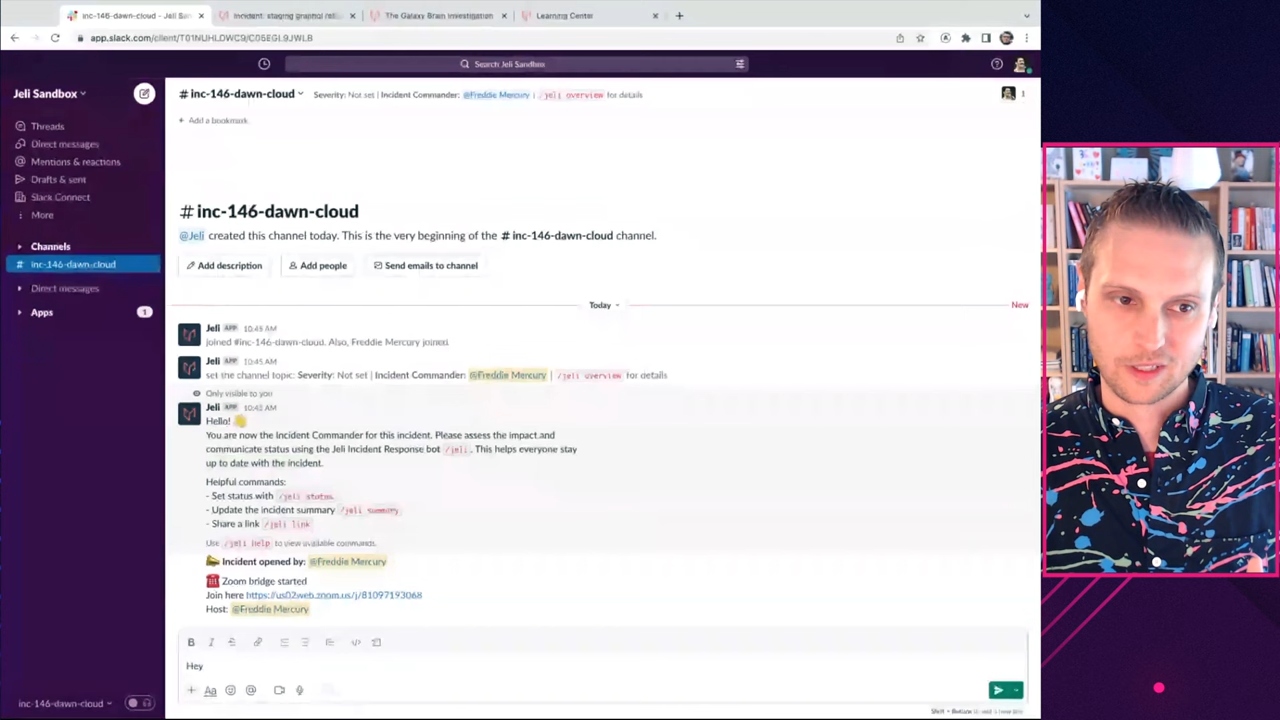 inc-146-dawn-cloud - Jeli San
Incident: staging graphql
The Galaxy Brain Investigation
Learning Center
app.slack.com/client/T01NUHLDWC9/C05EGL9JWLB
Search Jeli Sandbox
Jeli Sandbox
Threads
Direct messages
Mentions & reactions
Drafts & sent
Slack Connect
More
Channels
# inc-146-dawn-cloud
Direct messages
Apps 1
inc-146-dawn-cloud
# inc-146-dawn-cloud Severity: Not set | Incident Commander: @Freddie Mercury | /jeli overview for details
1
+ Add a bookmark
# inc-146-dawn-cloud
@Jeli created this channel today. This is the very beginning of the # inc-146-dawn-cloud channel.
Add description Add people Send emails to channel
Today New
Jeli APP 10:45 AM
joined #inc-146-dawn-cloud. Also, Freddie Mercury joined.
Jeli APP 10:45 AM
set the channel topic: Severity: Not set | Incident Commander: @Freddie Mercury | /jeli overview for details
Only visible to you
Jeli APP 10:45 AM
Hello!
You are now the Incident Commander for this incident. Please assess the impact and
communicate status using the Jeli Incident Response bot /jeli. This helps everyone stay
up to date with the incident.
Helpful commands:
- Set status with /jeli status
- Update the incident summary /jeli summary
- Share a link /jeli link
Use /jeli help to view available commands.
Incident opened by: @Freddie Mercury
Zoom bridge started
Join here https://us02web.zoom.us/j/81097193068
Host: @Freddie Mercury
Hey